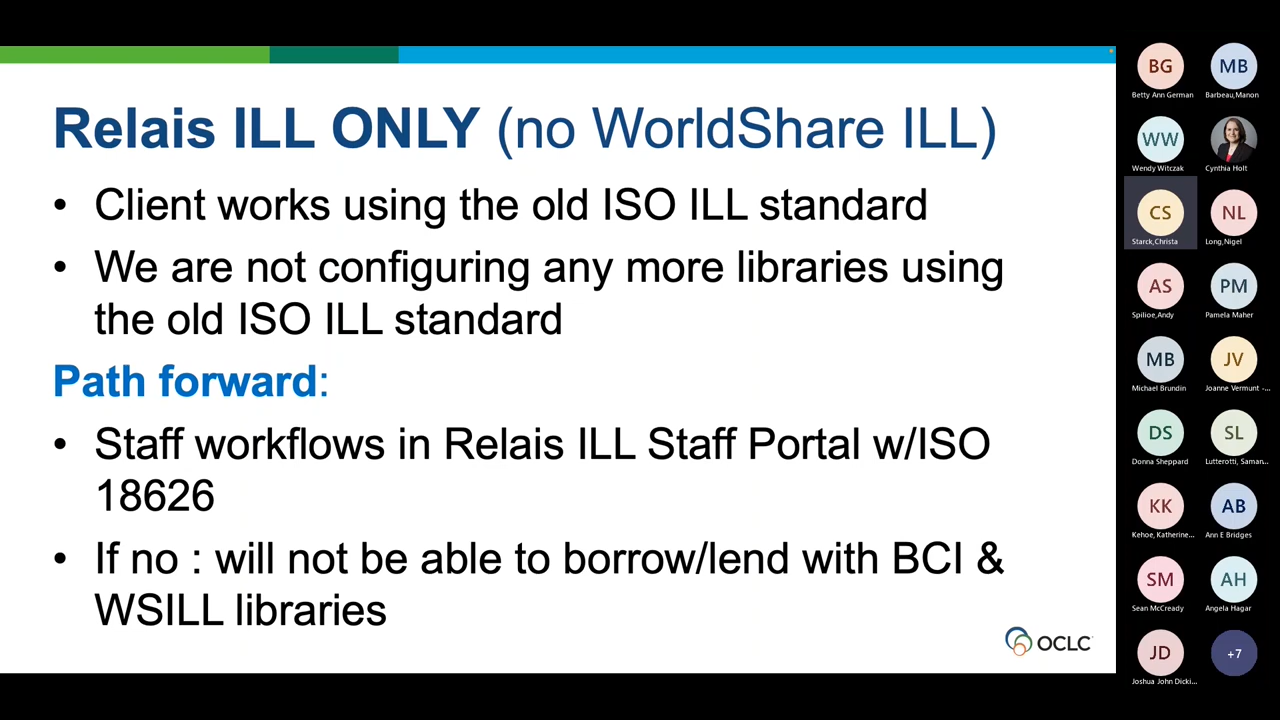 Relais ILL ONLY (no WorldShare ILL)
• Client works using the old ISO ILL standard
• We are not configuring any more libraries using
the old ISO ILL standard
Path forward:
• Staff workflows in Relais ILL Staff Portal w/ISO
18626
• If no : will not be able to borrow/lend with BCI &
WSILL libraries
OCLC
BG
Betty Ann German
MB
Barbeau,Manon
WW
Wendy Witczak
Cynthia Holt
CS
Starck,Christa
NL
Long,Nigel
AS
Spilioe,Andy
PM
Pamela Maher
MB
Michael Brundin
JV
Joanne Vermunt -...
DS
Donna Sheppard
SL
Lutterotti, Saman...
KK
Kehoe, Katherine...
AB
Ann E Bridges
SM
Sean McCready
AH
Angela Hagar
JD
Joshua John Dicki...
+7